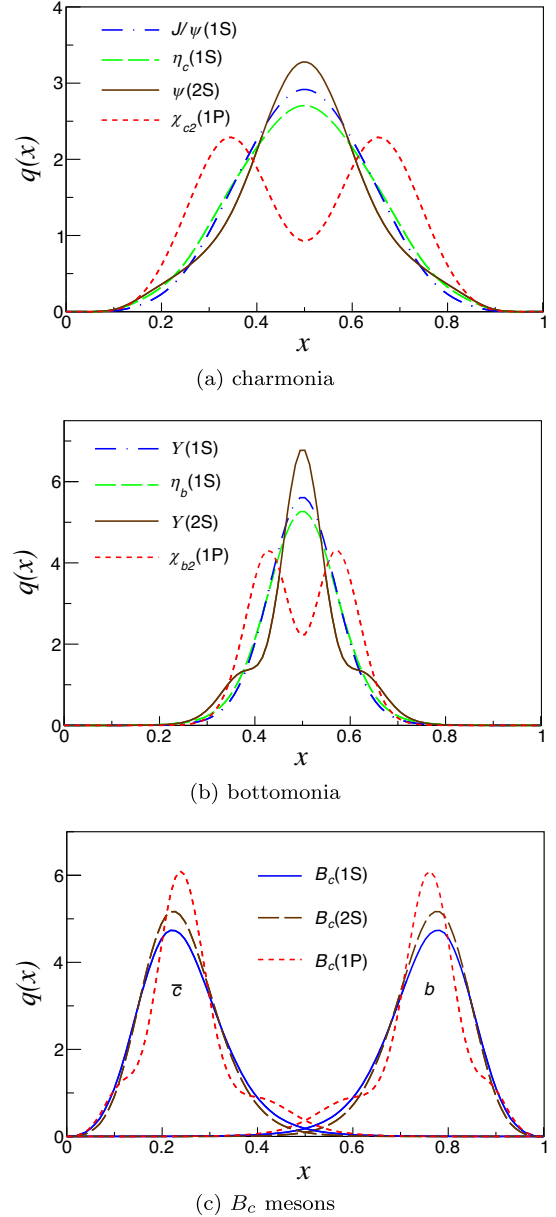 4
3
2
1
0
q(x)
J/ψ(1S)
η_c(1S)
ψ(2S)
χ_c2(1P)
0 0.2 0.4 0.6 0.8 1
x
(a) charmonia
6
4
2
0
q(x)
Υ(1S)
η_b(1S)
Υ(2S)
χ_b2(1P)
0 0.2 0.4 0.6 0.8 1
x
(b) bottomonia
6
4
2
0
q(x)
B_c(1S)
B_c(2S)
B_c(1P)
c̅ b
0 0.2 0.4 0.6 0.8 1
x
(c) B_c mesons